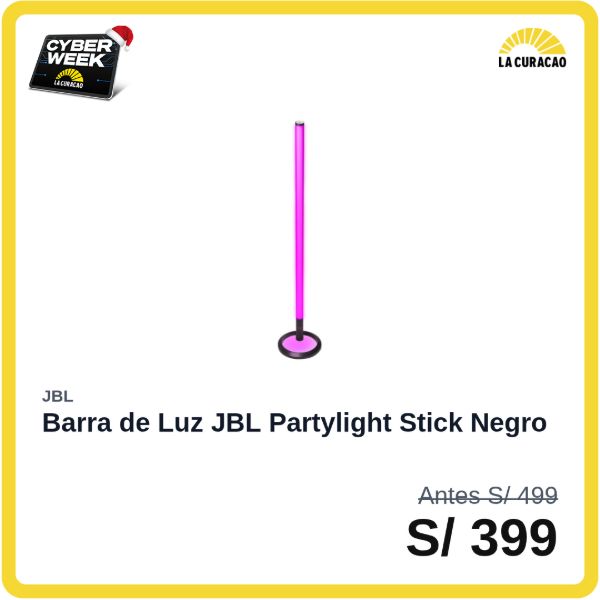 CYBER
WEEK
LA CURACAO
LA CURACAO
JBL
Barra de Luz JBL Partylight Stick Negro
Antes S/ 499
S/ 399